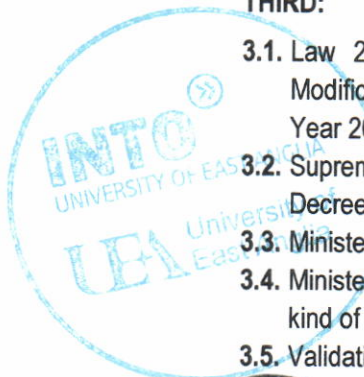 THIRD:
3.1. Law 2
Modific
Year 20
3.2. Suprem
Decree
3.3. Ministe
3.4. Ministe
kind of
3.5. Validati
INTO
UNIVERSITY OF EAST ANGLIA
UEA University of
East Anglia